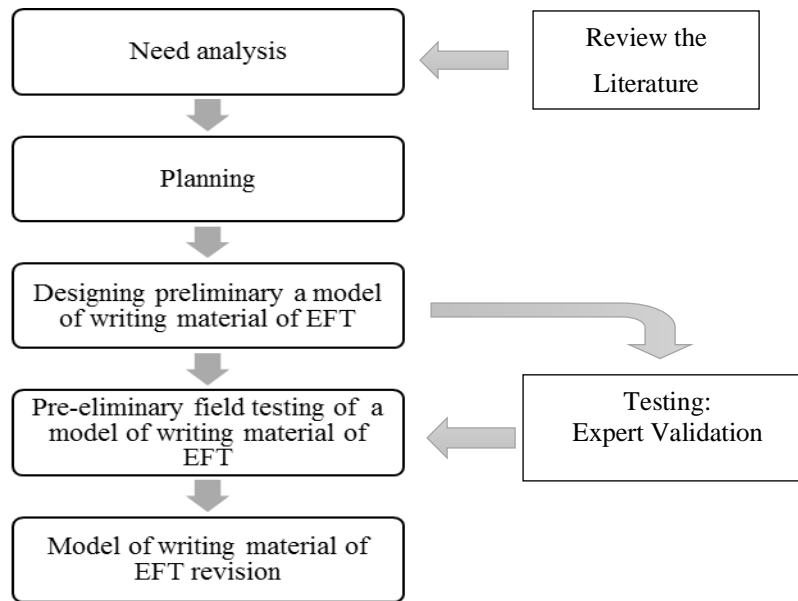 Need analysis
Review the
Literature
Planning
Designing preliminary a model
of writing material of EFT
Pre-eliminary field testing of a
model of writing material of
EFT
Testing:
Expert Validation
Model of writing material of
EFT revision